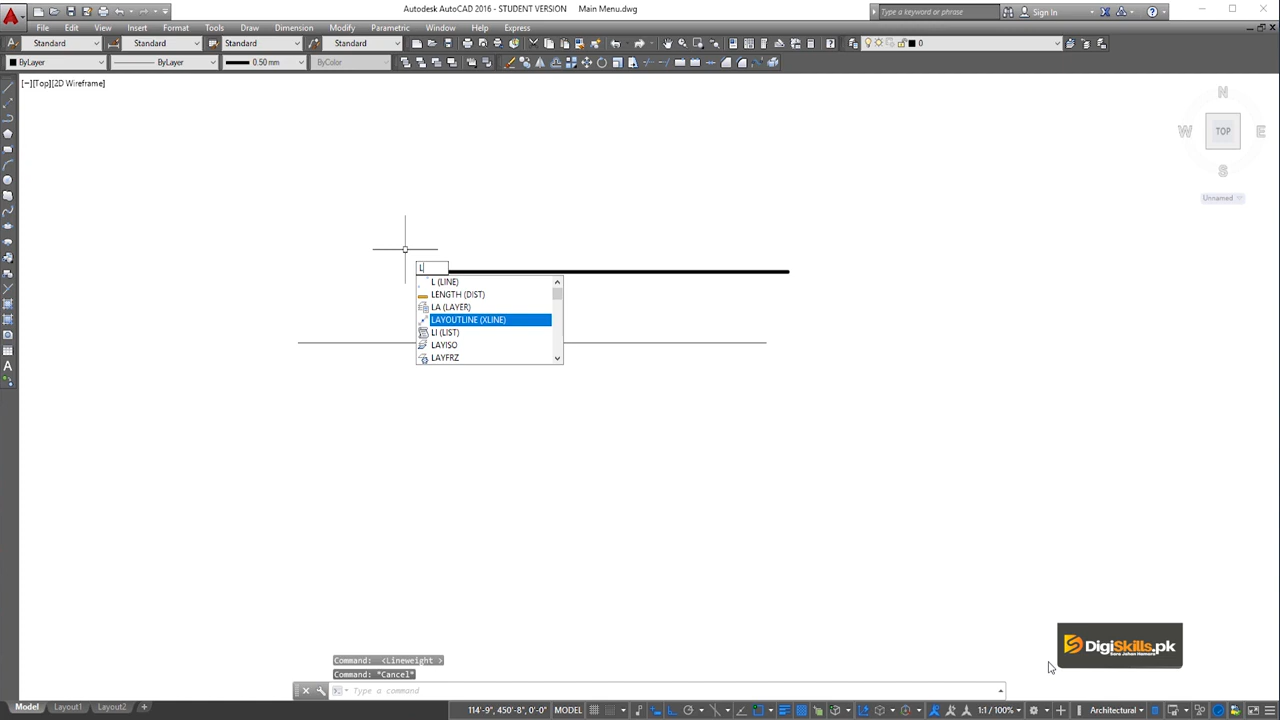 Autodesk AutoCAD 2016 - STUDENT VERSION Main Menu.dwg
Type a keyword or phrase
Sign In
File Edit View Insert Format Tools Draw Dimension Modify Parametric Window Help Express
Standard Standard Standard Standard 0
ByLayer ByLayer 0.50 mm ByColor
[−][Top][2D Wireframe]
N
W TOP E
S
Unnamed
L
L (LINE)
LENGTH (DIST)
LA (LAYER)
LAYOUTLINE (XLINE)
LI (LIST)
LAYISO
LAYFRZ
DigiSkills.pk
Command: <Lineweight >
Command: *Cancel*
Type a command
Model Layout1 Layout2 +
114'-9", 450'-8", 0'-0" MODEL 1:1 / 100% Architectural